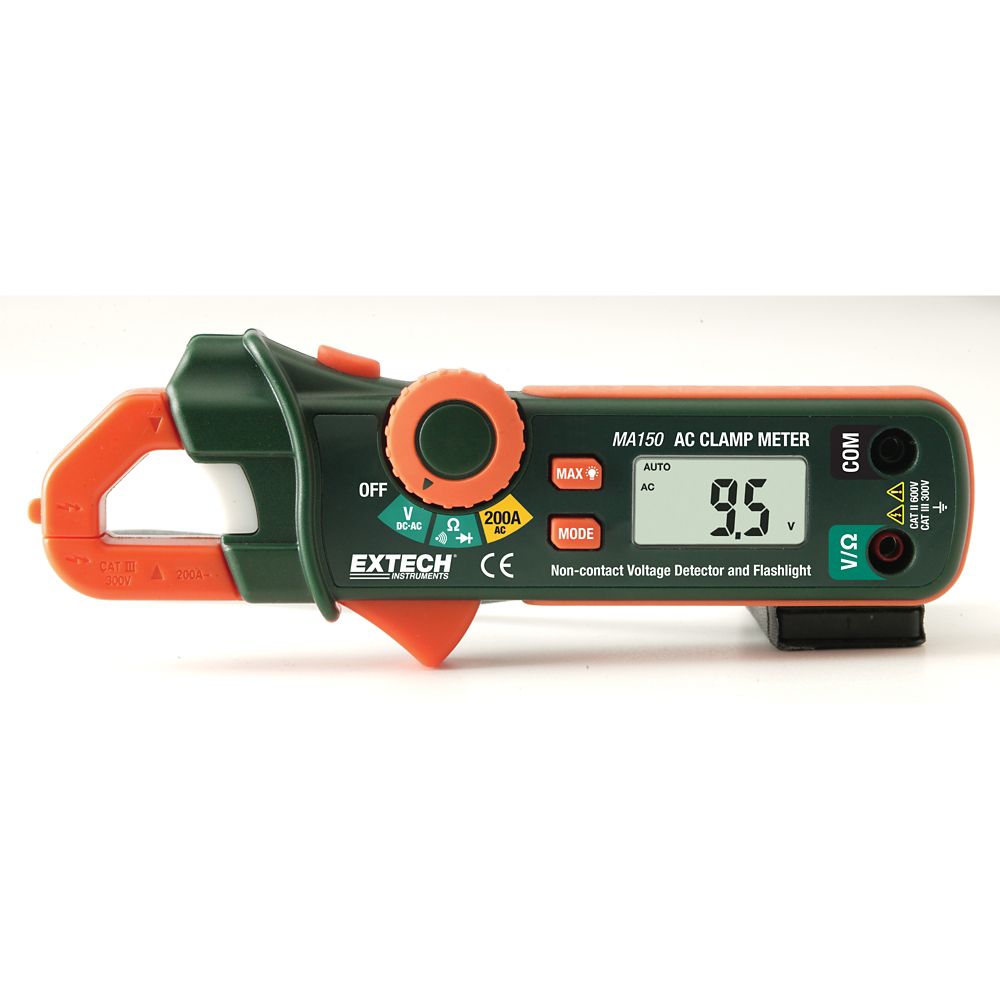 MA150 AC CLAMP METER
COM
MAX
AUTO
AC
9.5 V
OFF
V
DC-AC
Ω
200A
AC
MODE
CAT II 600V
CAT III 300V
V/Ω
EXTECH®
INSTRUMENTS
CE
Non-contact Voltage Detector and Flashlight
CAT III
300V
200A~